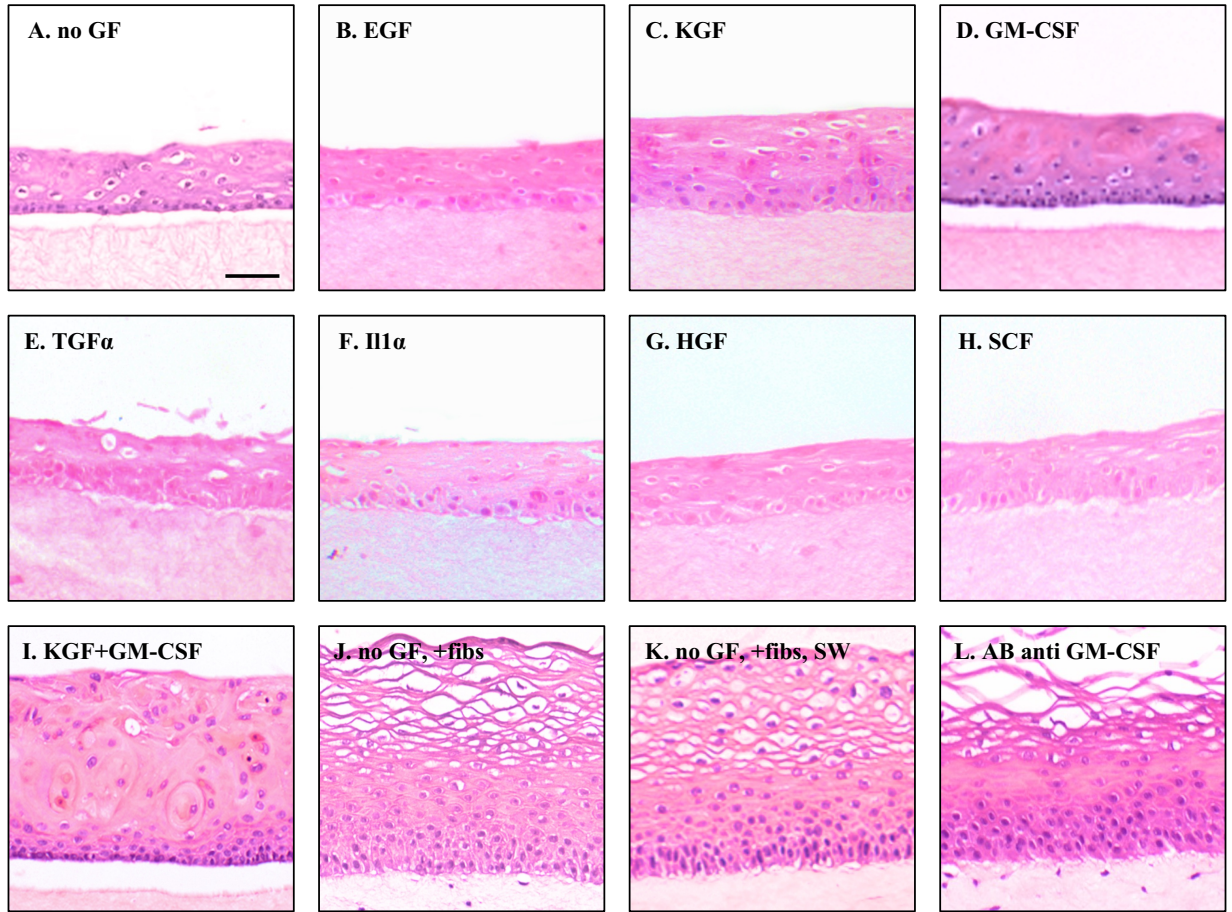 A. no GF
B. EGF
C. KGF
D. GM-CSF
E. TGFα
F. Il1α
G. HGF
H. SCF
I. KGF+GM-CSF
J. no GF, +fibs
K. no GF, +fibs, SW
L. AB anti GM-CSF